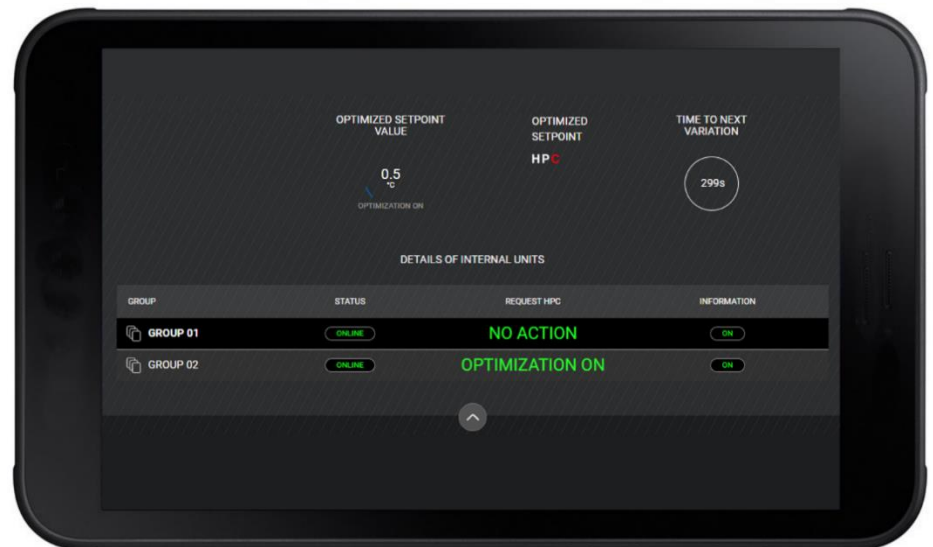 OPTIMIZED SETPOINT
VALUE
0.5
°C
OPTIMIZATION ON
OPTIMIZED
SETPOINT
HPC
TIME TO NEXT
VARIATION
299s
DETAILS OF INTERNAL UNITS
GROUP STATUS REQUEST HPC INFORMATION
GROUP 01 ONLINE NO ACTION ON
GROUP 02 ONLINE OPTIMIZATION ON ON